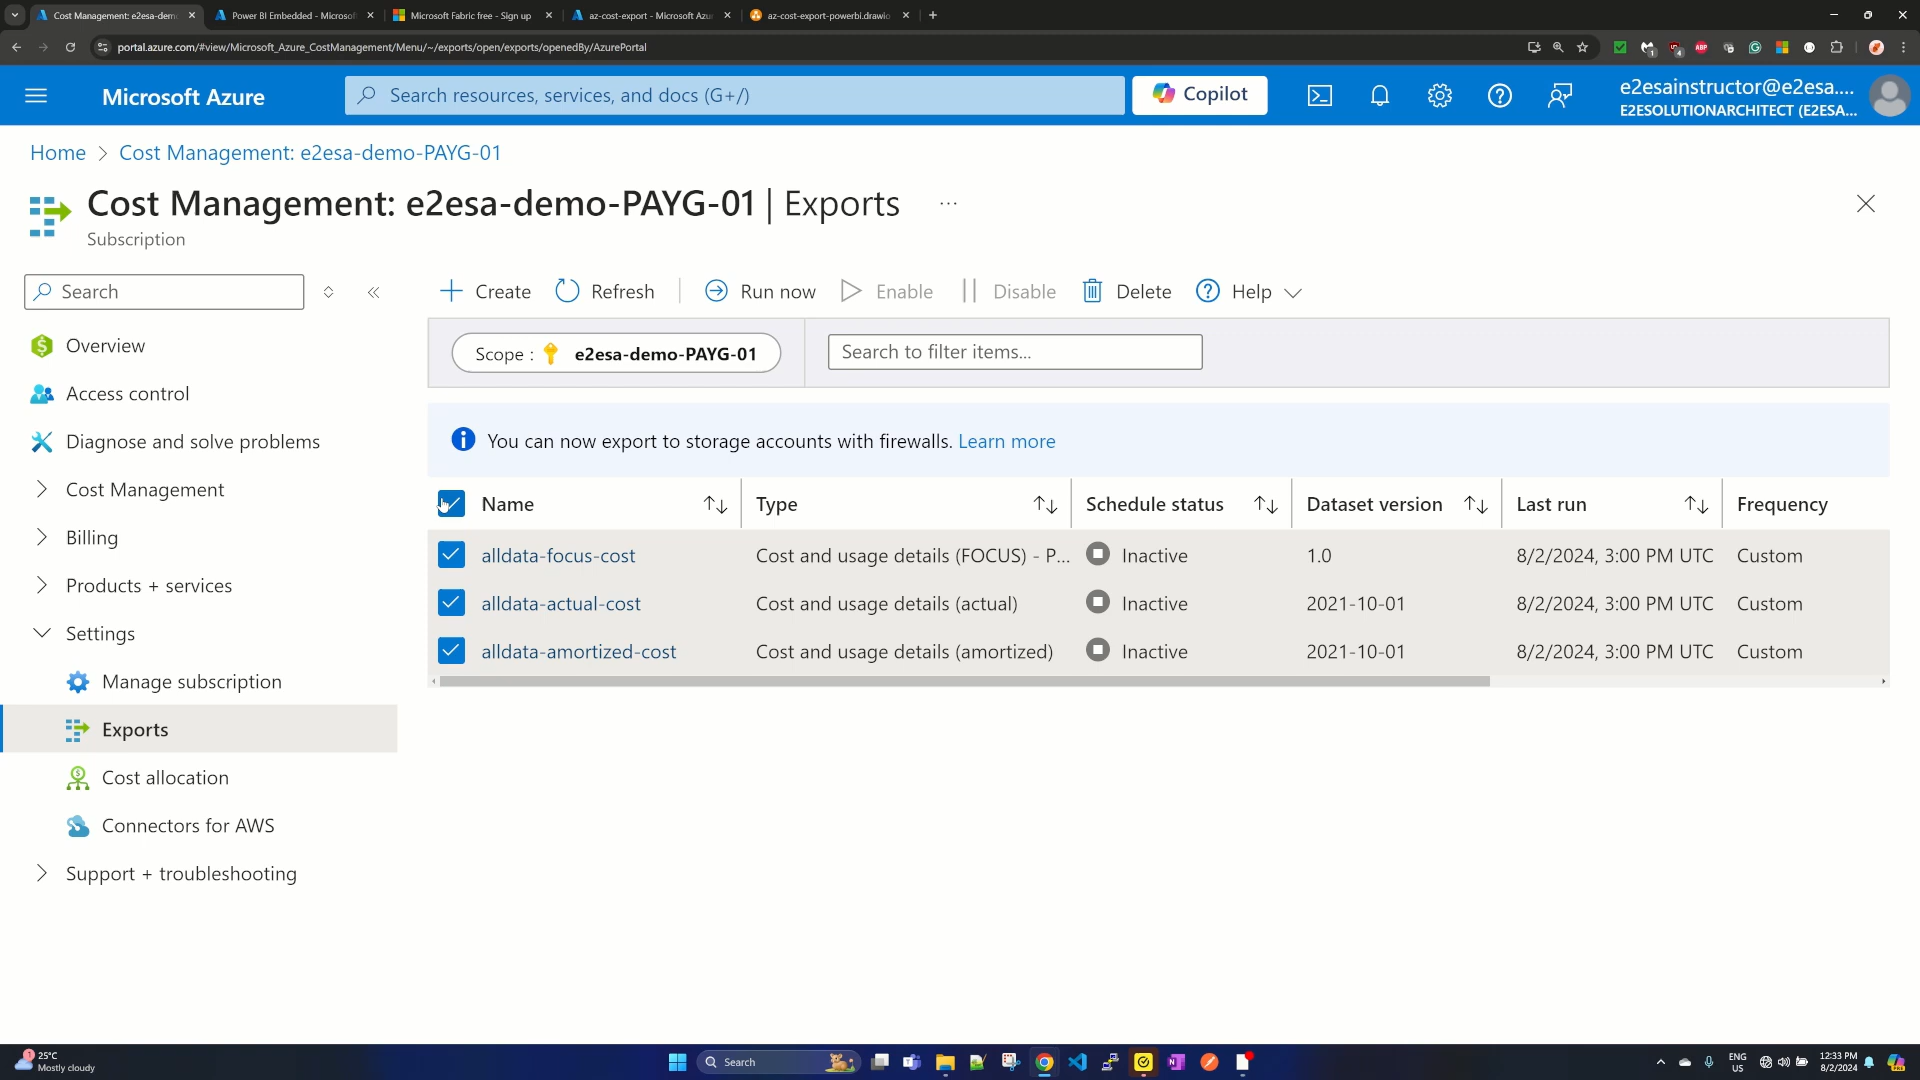 Cost Management: e2esa-demo
Power BI Embedded - Microsof
Microsoft Fabric free - Sign up
az-cost-export - Microsoft Azu
az-cost-export-powerbi.drawio
portal.azure.com/#view/Microsoft_Azure_CostManagement/Menu/~/exports/open/exports/openedBy/AzurePortal
Microsoft Azure
Search resources, services, and docs (G+/)
Copilot
e2esainstructor@e2esa....
E2ESOLUTIONARCHITECT (E2ESA...
Home > Cost Management: e2esa-demo-PAYG-01
Cost Management: e2esa-demo-PAYG-01 | Exports ...
Subscription
Search
Create Refresh Run now Enable Disable Delete Help
Scope : e2esa-demo-PAYG-01
Search to filter items...
Overview
Access control
Diagnose and solve problems
Cost Management
Billing
Products + services
Settings
Manage subscription
Exports
Cost allocation
Connectors for AWS
Support + troubleshooting
You can now export to storage accounts with firewalls. Learn more
Name Type Schedule status Dataset version Last run Frequency
alldata-focus-cost Cost and usage details (FOCUS) - P... Inactive 1.0 8/2/2024, 3:00 PM UTC Custom
alldata-actual-cost Cost and usage details (actual) Inactive 2021-10-01 8/2/2024, 3:00 PM UTC Custom
alldata-amortized-cost Cost and usage details (amortized) Inactive 2021-10-01 8/2/2024, 3:00 PM UTC Custom
1
25°C
Mostly cloudy
Search
ENG
US
12:33 PM
8/2/2024